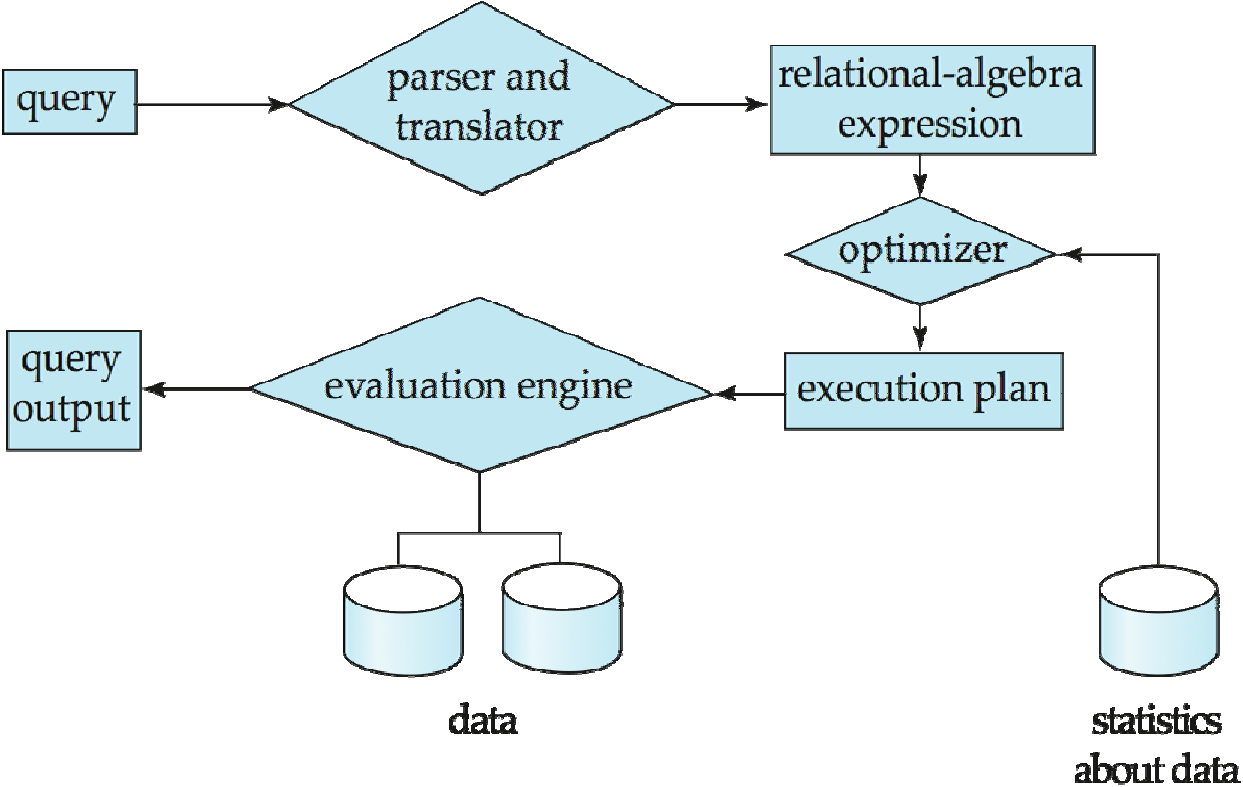 query
parser and
translator
relational-algebra
expression
optimizer
query
output
evaluation engine
execution plan
data
statistics
about data